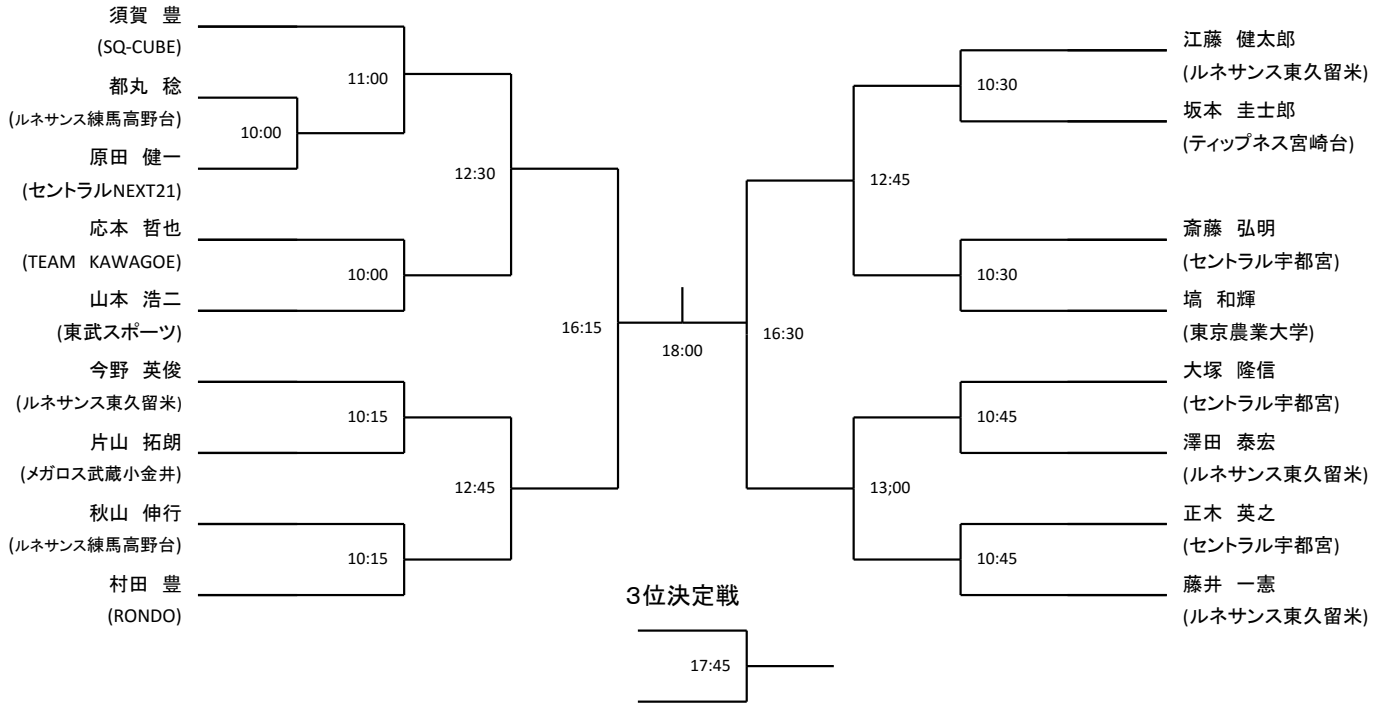 須賀 豊
(SQ-CUBE)
都丸 稔
(ルネサンス練馬高野台)
原田 健一
(セントラルNEXT21)
応本 哲也
(TEAM KAWAGOE)
山本 浩二
(東武スポーツ)
今野 英俊
(ルネサンス東久留米)
片山 拓朗
(メガロス武蔵小金井)
秋山 伸行
(ルネサンス練馬高野台)
村田 豊
(RONDO)
11:00
10:00
10:00
10:15
10:15
12:30
12:45
16:15
18:00
16:30
12:45
13;00
10:30
10:30
10:45
10:45
江藤 健太郎
(ルネサンス東久留米)
坂本 圭士郎
(ティップネス宮崎台)
斎藤 弘明
(セントラル宇都宮)
塙 和輝
(東京農業大学)
大塚 隆信
(セントラル宇都宮)
澤田 泰宏
(ルネサンス東久留米)
正木 英之
(セントラル宇都宮)
藤井 一憲
(ルネサンス東久留米)
3位決定戦
17:45